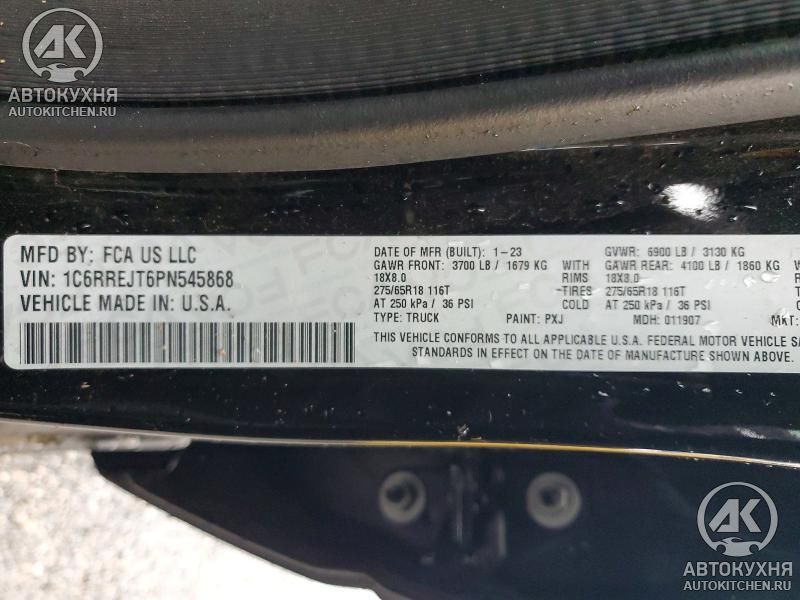 AK
АВТОКУХНЯ
AUTOKITCHEN.RU
MFD BY: FCA US LLC
VIN: 1C6RREJT6PN545868
VEHICLE MADE IN: U.S.A.
DATE OF MFR (BUILT): 1-23 GVWR: 6900 LB / 3130 KG
GAWR FRONT: 3700 LB / 1679 KG WITH GAWR REAR: 4100 LB / 1860 KG
18X8.0 RIMS 18X8.0
275/65R18 116T TIRES 275/65R18 116T
AT 250 kPa / 36 PSI COLD AT 250 kPa / 36 PSI
TYPE: TRUCK PAINT: PXJ MDH: 011907 MKT:
THIS VEHICLE CONFORMS TO ALL APPLICABLE U.S.A. FEDERAL MOTOR VEHICLE
STANDARDS IN EFFECT ON THE DATE OF MANUFACTURE SHOWN ABOVE.
AK
АВТОКУХНЯ
AUTOKITCHEN.RU